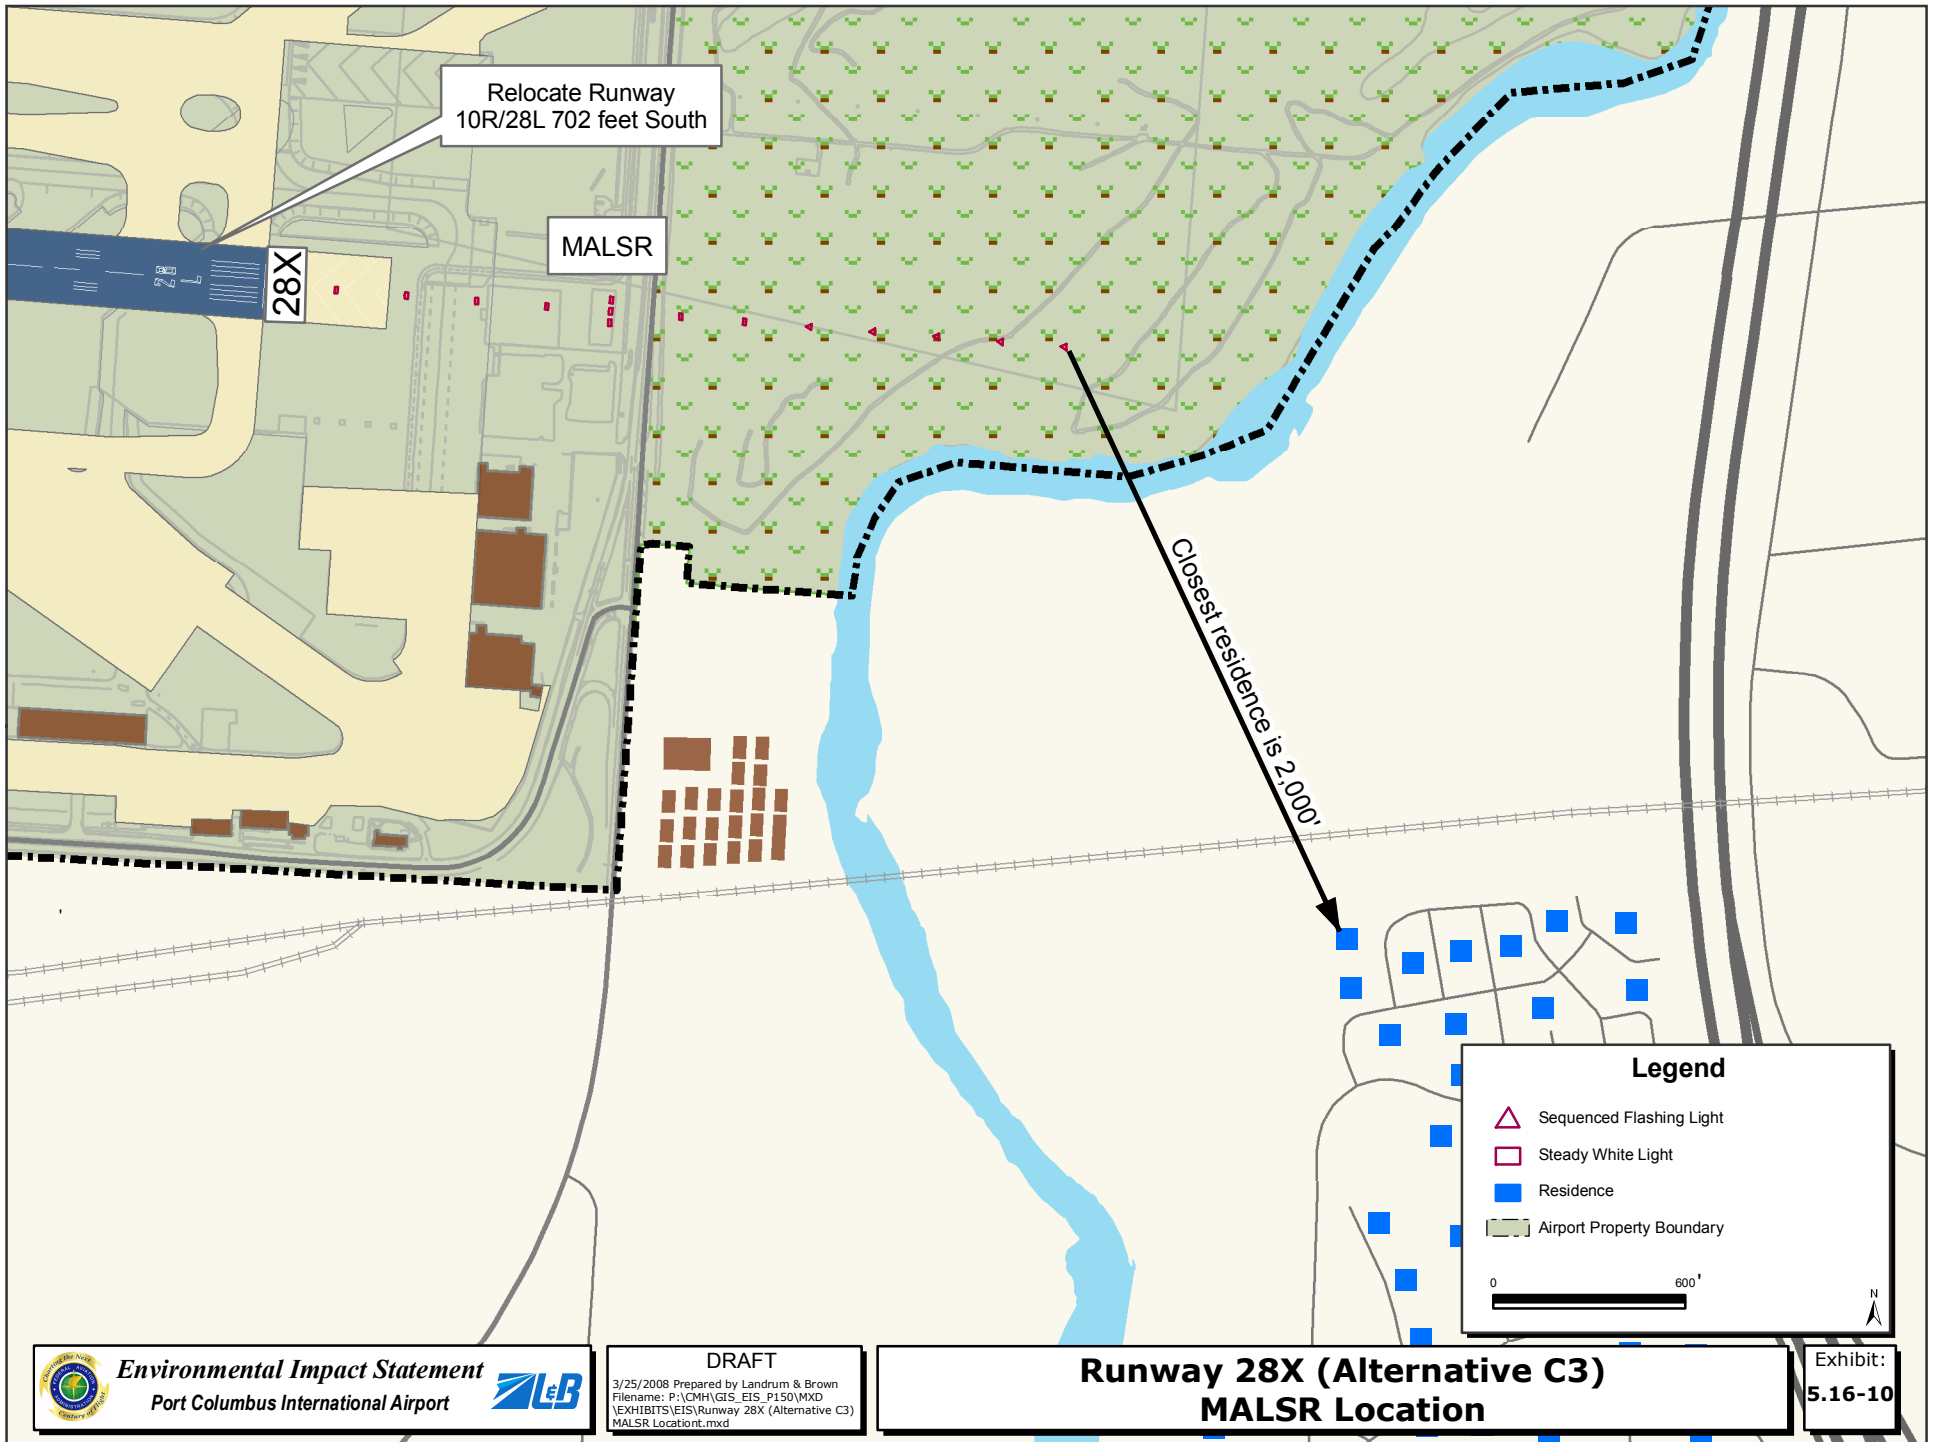 Relocate Runway
10R/28L 702 feet South
MALSR
28X
Closest residence is 2,000'
Legend
Sequenced Flashing Light
Steady White Light
Residence
Airport Property Boundary
0 600'
N
Environmental Impact Statement
Port Columbus International Airport
L&B
DRAFT
3/25/2008 Prepared by Landrum & Brown
Filename: P:\CMH\GIS_EIS_P150\MXD
\EXHIBITS\EIS\Runway 28X (Alternative C3)
MALSR Locationt.mxd
Runway 28X (Alternative C3)
MALSR Location
Exhibit:
5.16-10